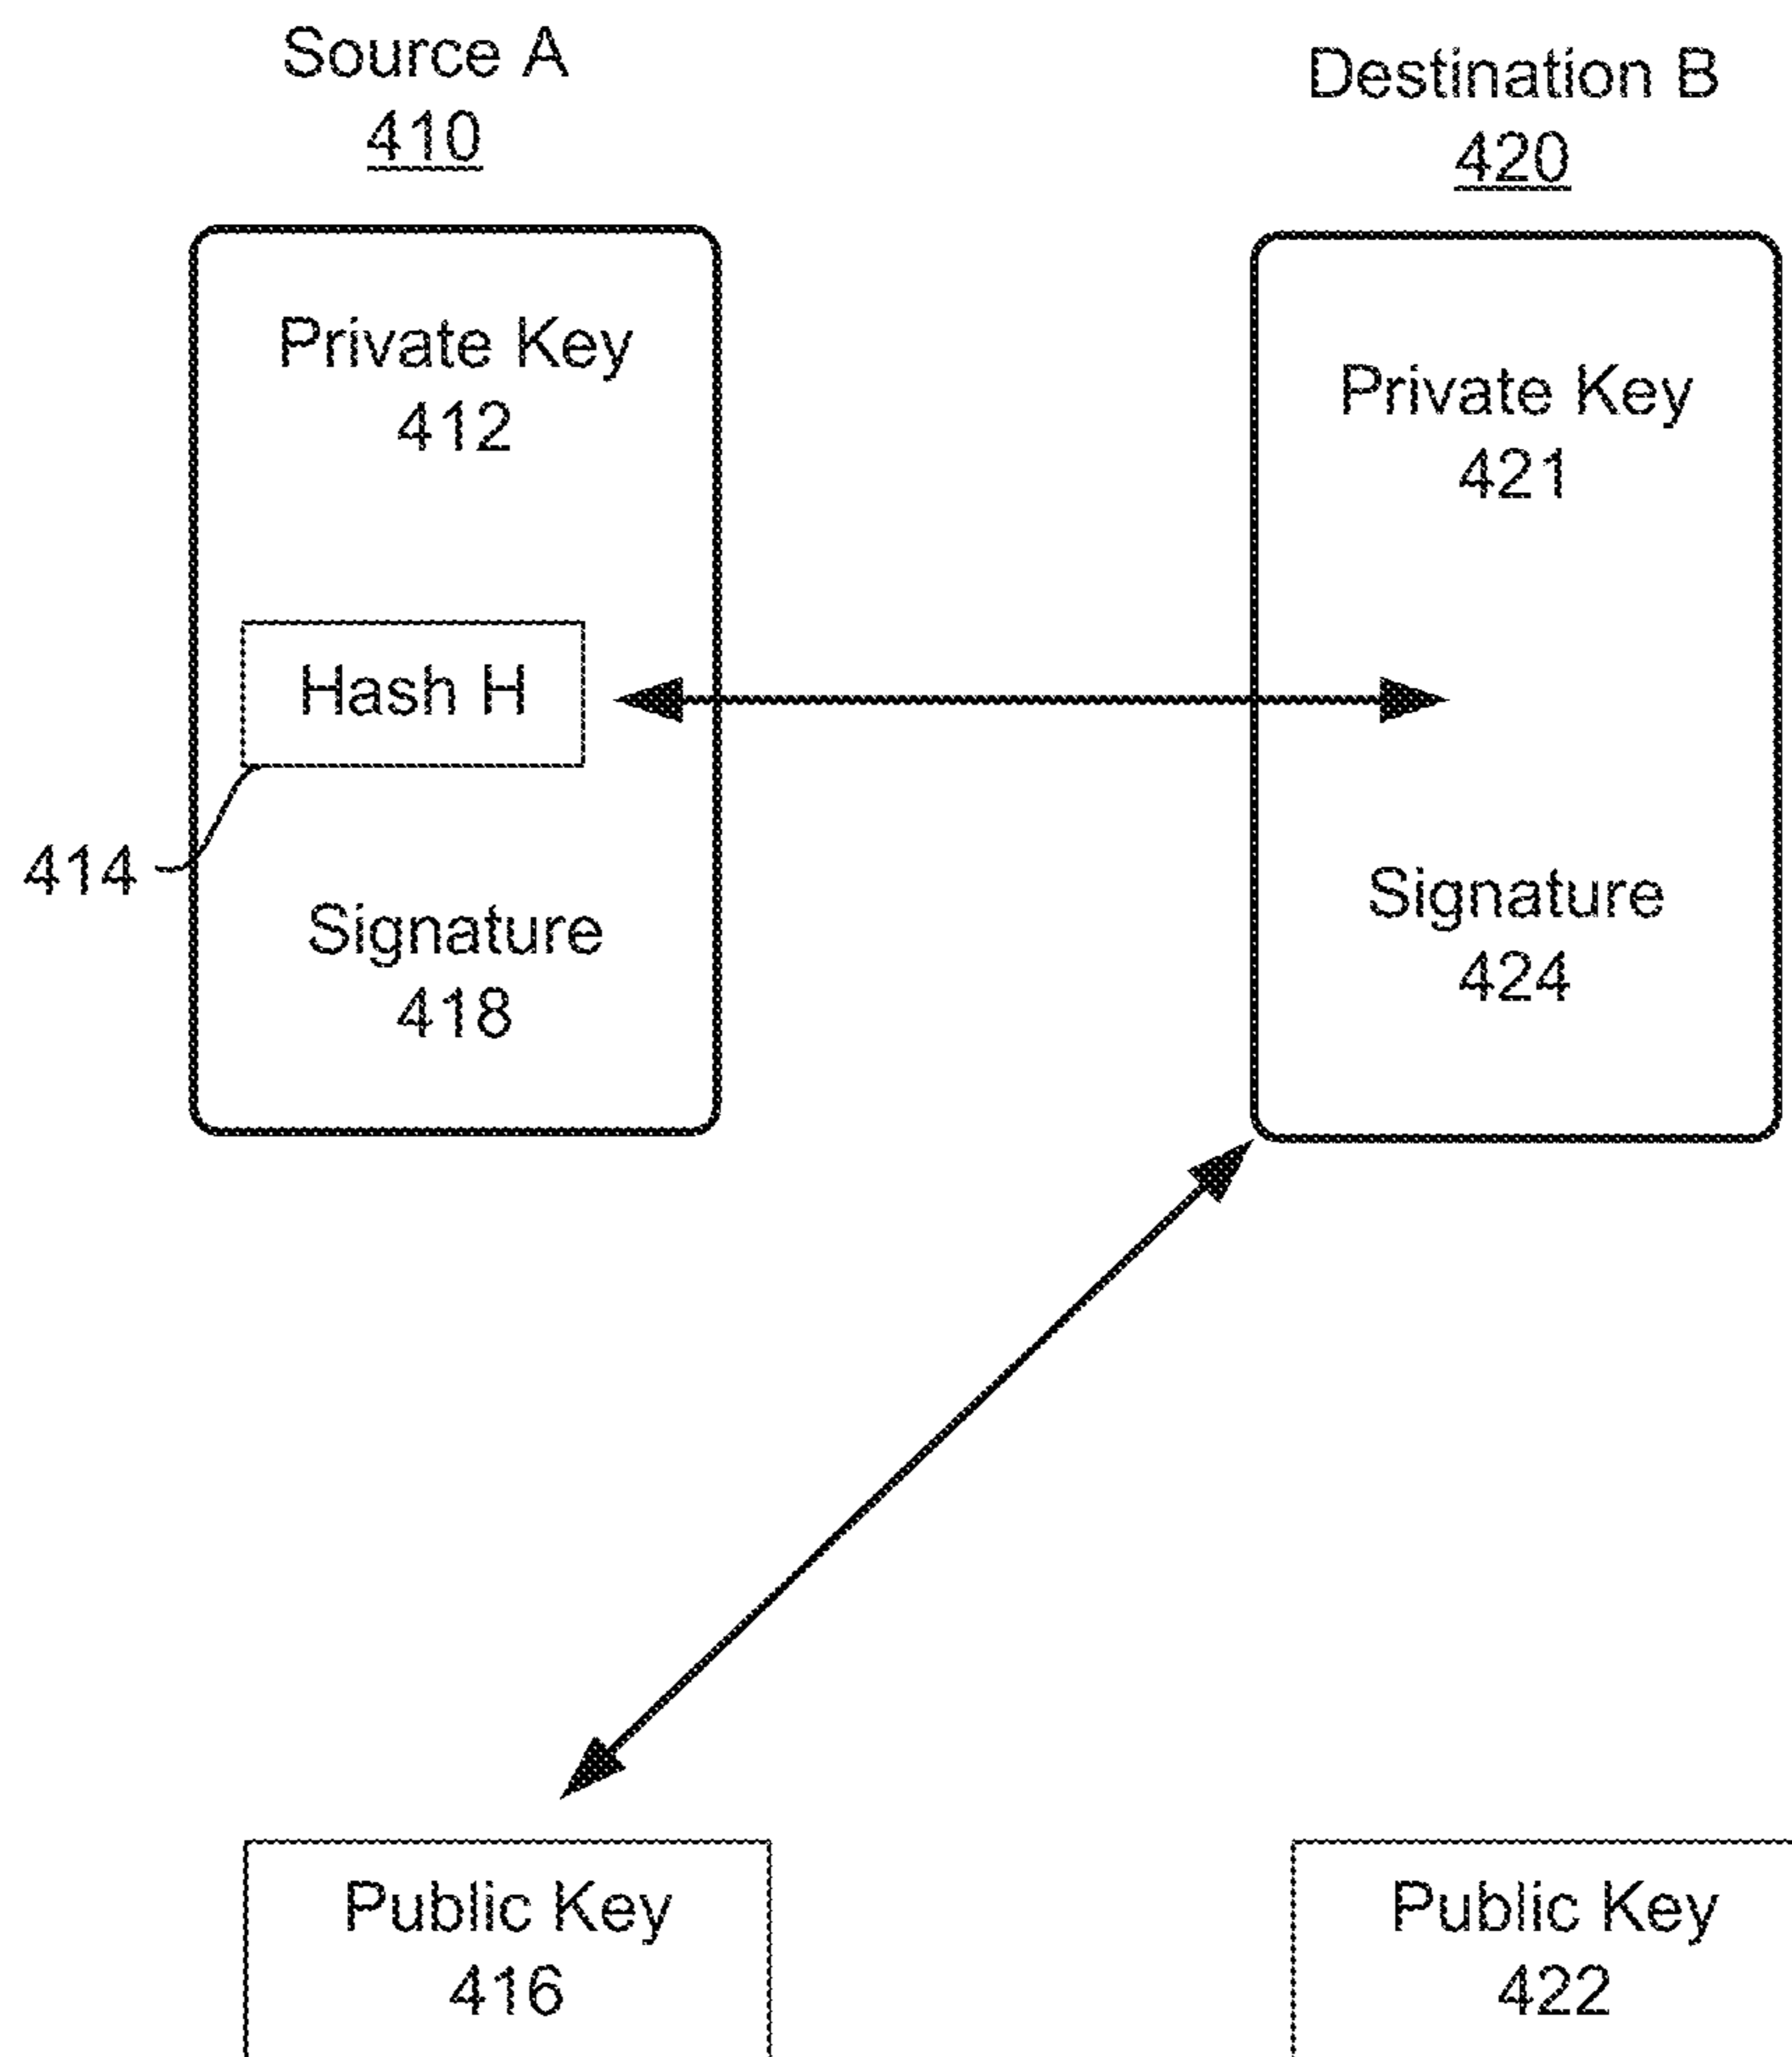 Source A
410
Destination B
420
Private Key
412
Private Key
421
Hash H
414
Signature
418
Signature
424
Public Key
416
Public Key
422